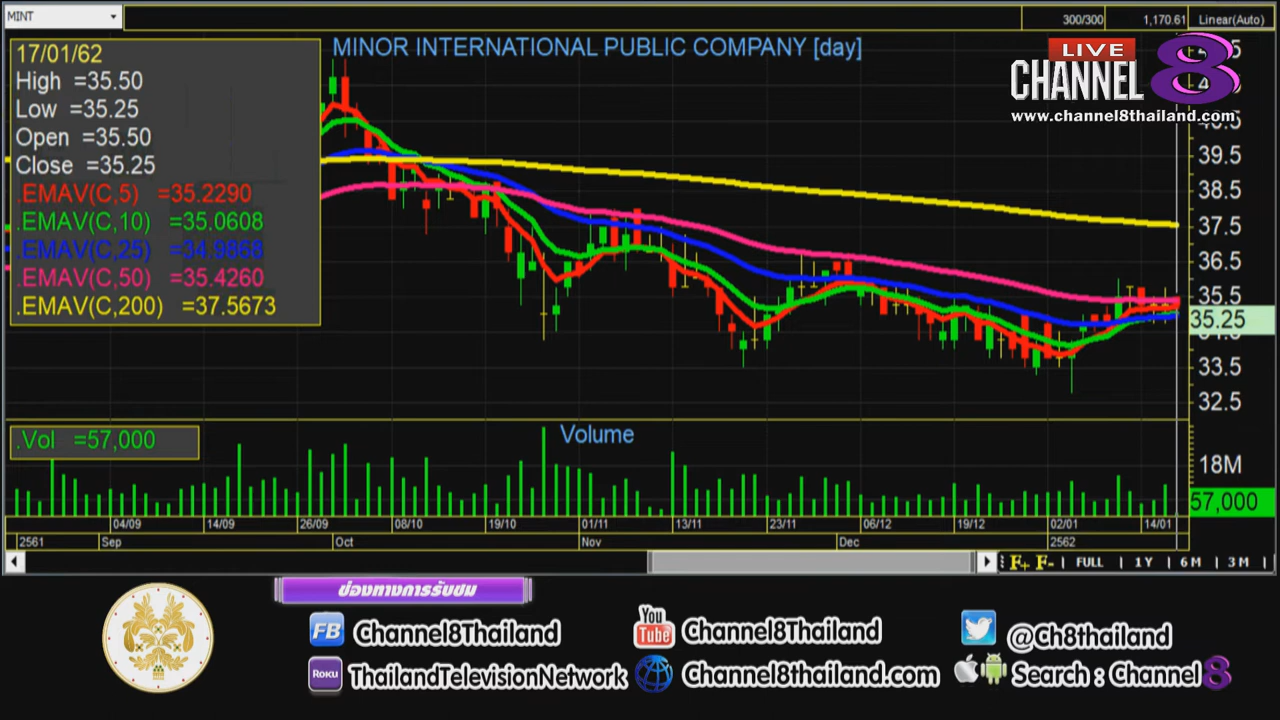 MINT
300/300
1,170.61
Linear(Auto)
17/01/62
High =35.50
Low =35.25
Open =35.50
Close =35.25
.EMAV(C,5) =35.2290
.EMAV(C,10) =35.0608
.EMAV(C,25) =34.9868
.EMAV(C,50) =35.4260
.EMAV(C,200) =37.5673
MINOR INTERNATIONAL PUBLIC COMPANY [day]
LIVE
CHANNEL 8
www.channel8thailand.com
39.5
38.5
37.5
36.5
35.5
35.25
33.5
32.5
.Vol =57,000
Volume
18M
57,000
04/09 14/09 26/09 08/10 19/10 01/11 13/11 23/11 06/12 19/12 02/01 14/01
2561 Sep Oct Nov Dec 2562
F+ F- FULL 1Y 6M 3M
ช่องทางการรับชม
FB Channel8Thailand
You Tube Channel8Thailand
@Ch8thailand
ROKU ThailandTelevisionNetwork
Channel8thailand.com
Search : Channel 8